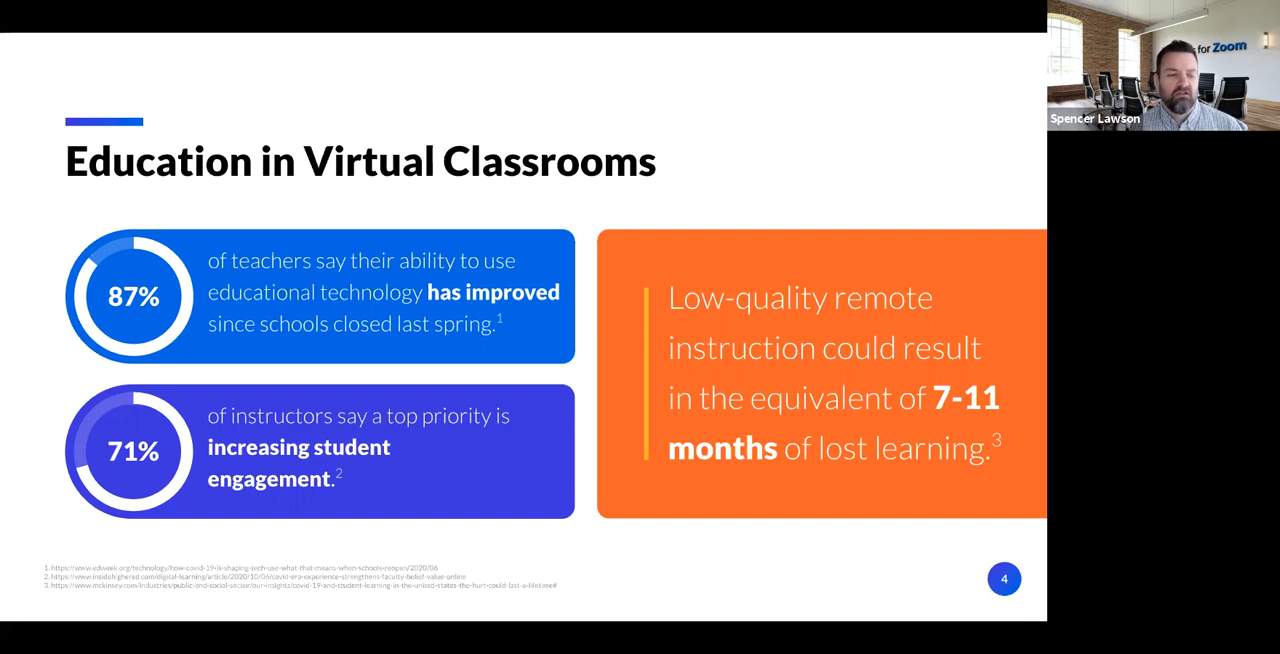 Education in Virtual Classrooms
87%
of teachers say their ability to use
educational technology has improved
since schools closed last spring.1
71%
of instructors say a top priority is
increasing student
engagement.2
Low-quality remote
instruction could result
in the equivalent of 7-11
months of lost learning.3
1. https://www.edweek.org/technology/how-covid-19-is-shaping-tech-use-what-that-means-when-schools-reopen/2020/06
2. https://www.insidehighered.com/digital-learning/article/2020/10/06/covid-era-experience-strengthens-faculty-belief-value-online
3. https://www.mckinsey.com/industries/public-and-social-sector/our-insights/covid-19-and-student-learning-in-the-united-states-the-hurt-could-last-a-lifetime#
4
for Zoom
Spencer Lawson